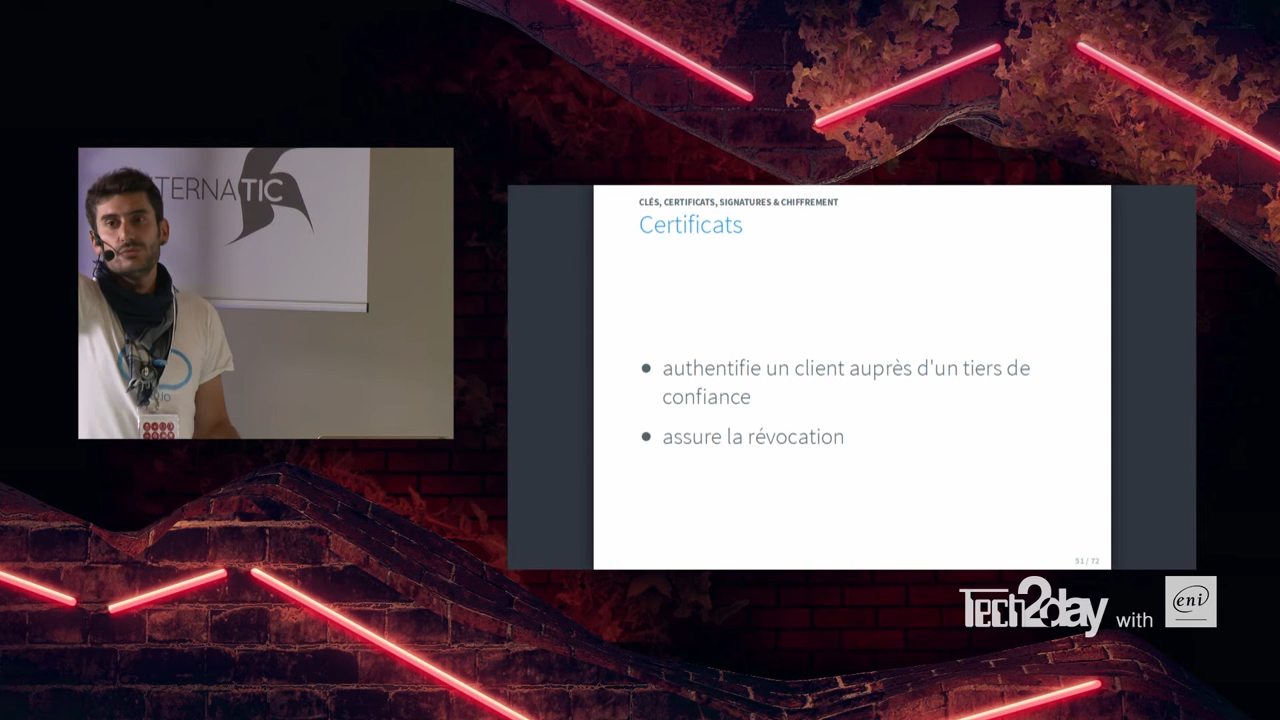 TERNATIC
.io
CLÉS, CERTIFICATS, SIGNATURES & CHIFFREMENT
Certificats
authentifie un client auprès d'un tiers de
confiance
assure la révocation
51 / 72
Tech2day with eni